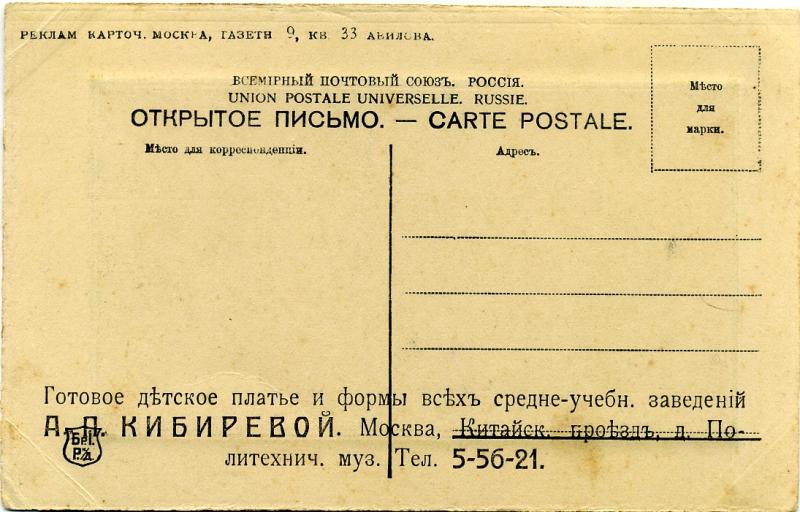 РЕКЛАМ КАРТОЧ. МОСКВА, ГАЗЕТН 9, КВ. 33 АВИЛОВА.
ВСЕМІРНЫЙ ПОЧТОВЫЙ СОЮЗЪ. РОССІЯ.
UNION POSTALE UNIVERSELLE. RUSSIE.
ОТКРЫТОЕ ПИСЬМО. — CARTE POSTALE.
Мѣсто
для
марки.
Мѣсто для корреспонденціи.
Адресъ.
Готовое дѣтское платье и формы всѣхъ средне-учебн. заведеній
А. П. КИБИРЕВОЙ. Москва, Китайск. проѣздъ, д. По-
литехнич. муз. Тел. 5-56-21.